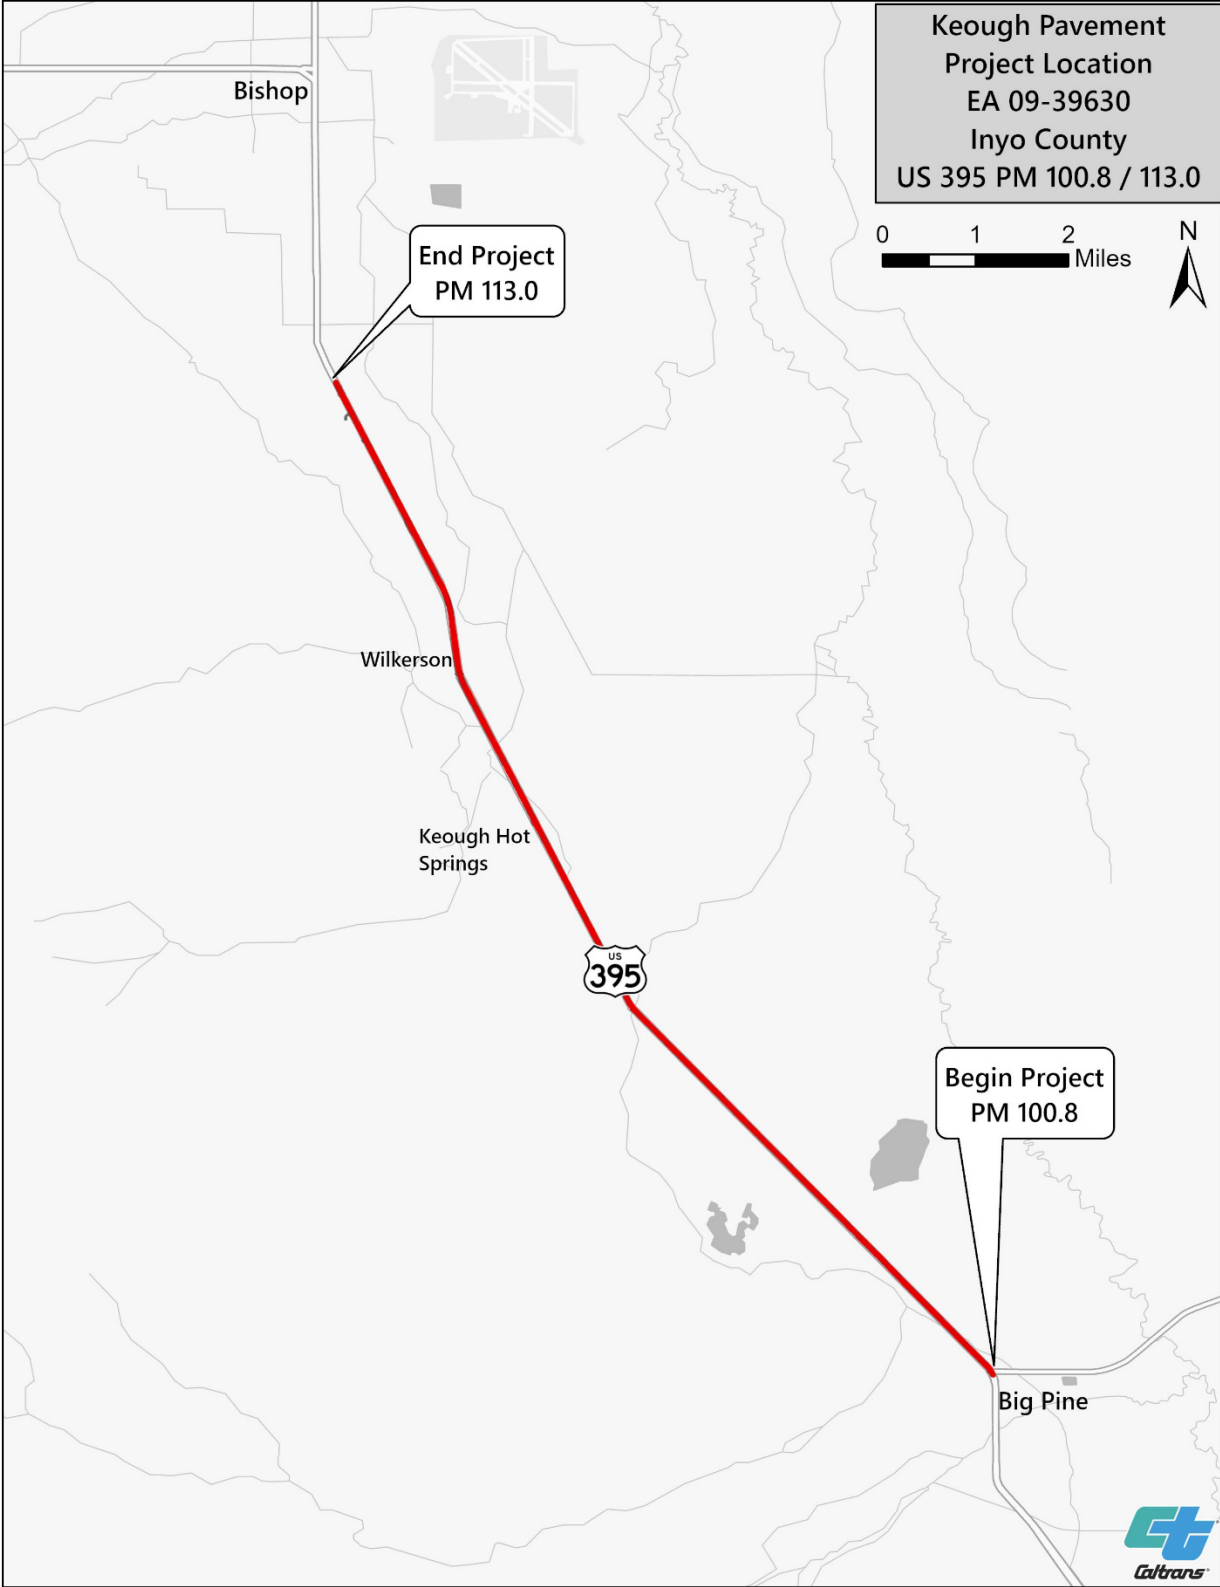 Keough Pavement
Project Location
EA 09-39630
Inyo County
US 395 PM 100.8 / 113.0
Bishop
0 1 2
Miles
N
End Project
PM 113.0
Wilkerson
Keough Hot
Springs
US
395
Begin Project
PM 100.8
Big Pine
Caltrans